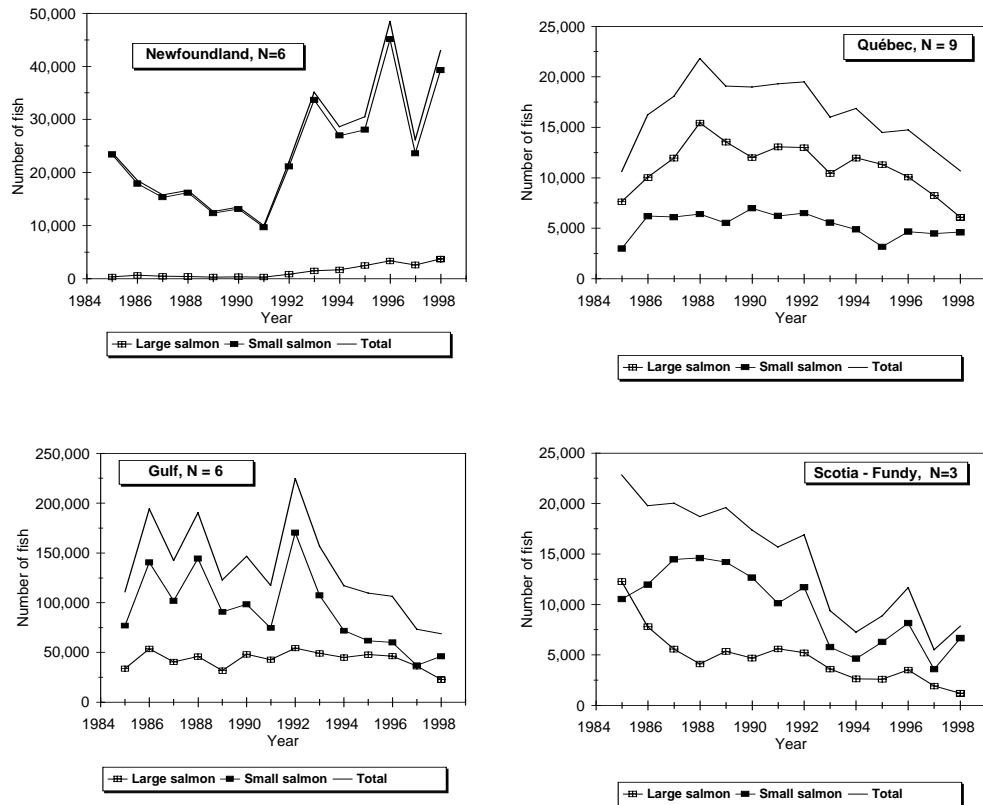 Newfoundland, N=6
50,000
40,000
30,000
20,000
10,000
0
Number of fish
1984 1986 1988 1990 1992 1994 1996 1998
Year
Large salmon Small salmon Total
Québec, N = 9
25,000
20,000
15,000
10,000
5,000
0
Number of fish
1984 1986 1988 1990 1992 1994 1996 1998
Year
Large salmon Small salmon Total
Gulf, N = 6
250,000
200,000
150,000
100,000
50,000
0
Number of fish
1984 1986 1988 1990 1992 1994 1996 1998
Year
Large salmon Small salmon Total
Scotia - Fundy, N=3
25,000
20,000
15,000
10,000
5,000
0
Number of fish
1984 1986 1988 1990 1992 1994 1996 1998
Year
Large salmon Small salmon Total